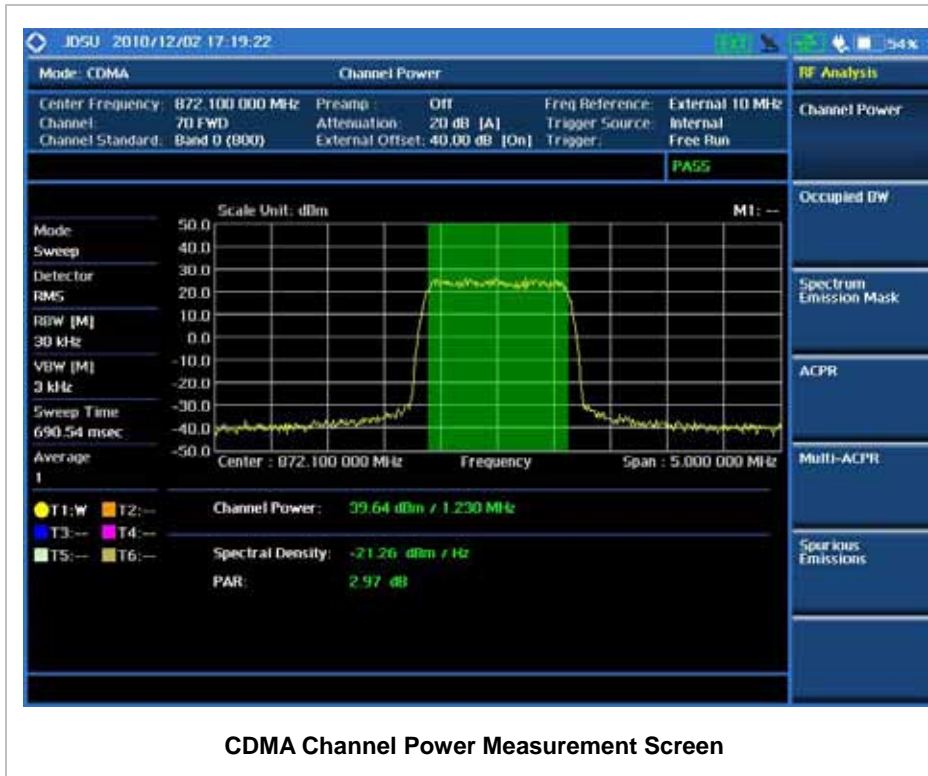 JDSU 2010/12/02 17:19:22 EXT 54%
Mode: CDMA Channel Power RF Analysis
Center Frequency: 872.100 000 MHz Preamp: Off Freq Reference: External 10 MHz
Channel: 70 FWD Attenuation: 20 dB [A] Trigger Source: Internal
Channel Standard: Band 0 (800) External Offset: 40.00 dB [On] Trigger: Free Run
PASS
Channel Power
Occupied BW
Spectrum
Emission Mask
ACPR
Multi-ACPR
Spurious
Emissions
Scale Unit: dBm M1: --
Mode
Sweep
Detector
RMS
RBW [M]
30 kHz
VBW [M]
3 kHz
Sweep Time
690.54 msec
Average
1
50.0
40.0
30.0
20.0
10.0
0.0
-10.0
-20.0
-30.0
-40.0
-50.0
Center : 872.100 000 MHz Frequency Span : 5.000 000 MHz
T1:W T2:--
T3:-- T4:--
T5:-- T6:--
Channel Power: 39.64 dBm / 1.230 MHz
Spectral Density: -21.26 dBm / Hz
PAR: 2.97 dB
CDMA Channel Power Measurement Screen